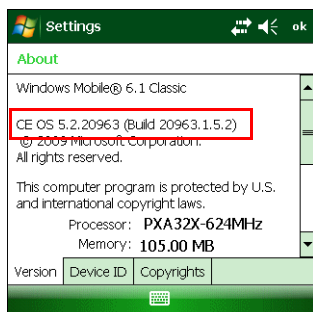 Settings
ok
About
Windows Mobile® 6.1 Classic
CE OS 5.2.20963 (Build 20963.1.5.2)
© 2009 Microsoft Corporation.
All rights reserved.
This computer program is protected by U.S.
and international copyright laws.
Processor: PXA32X-624MHz
Memory: 105.00 MB
Version Device ID Copyrights